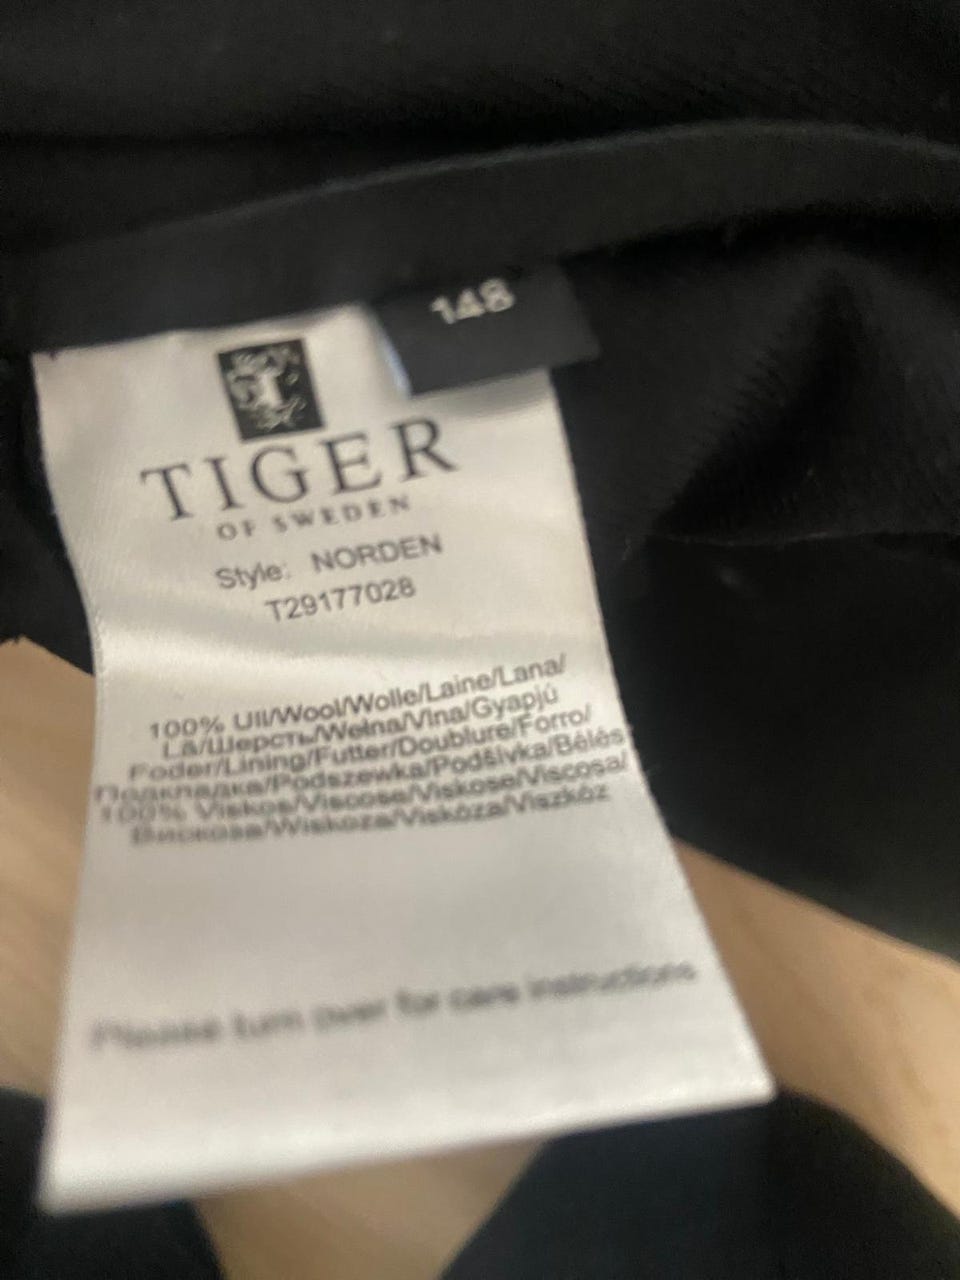 148
TIGER
OF SWEDEN
Style: NORDEN
T29177028
100% Ull/Wool/Wolle/Laine/Lana/
Lã/Шерсть/Wełna/Vlna/Gyapjú
Foder/Lining/Futter/Doublure/Forro/
Подкладка/Podszewka/Podšívka/Bélés
100% Viskos/Viscose/Viskose/Viscosa/
Вискоза/Wiskoza/Viskóza/Viszkóz
Please turn over for care instructions